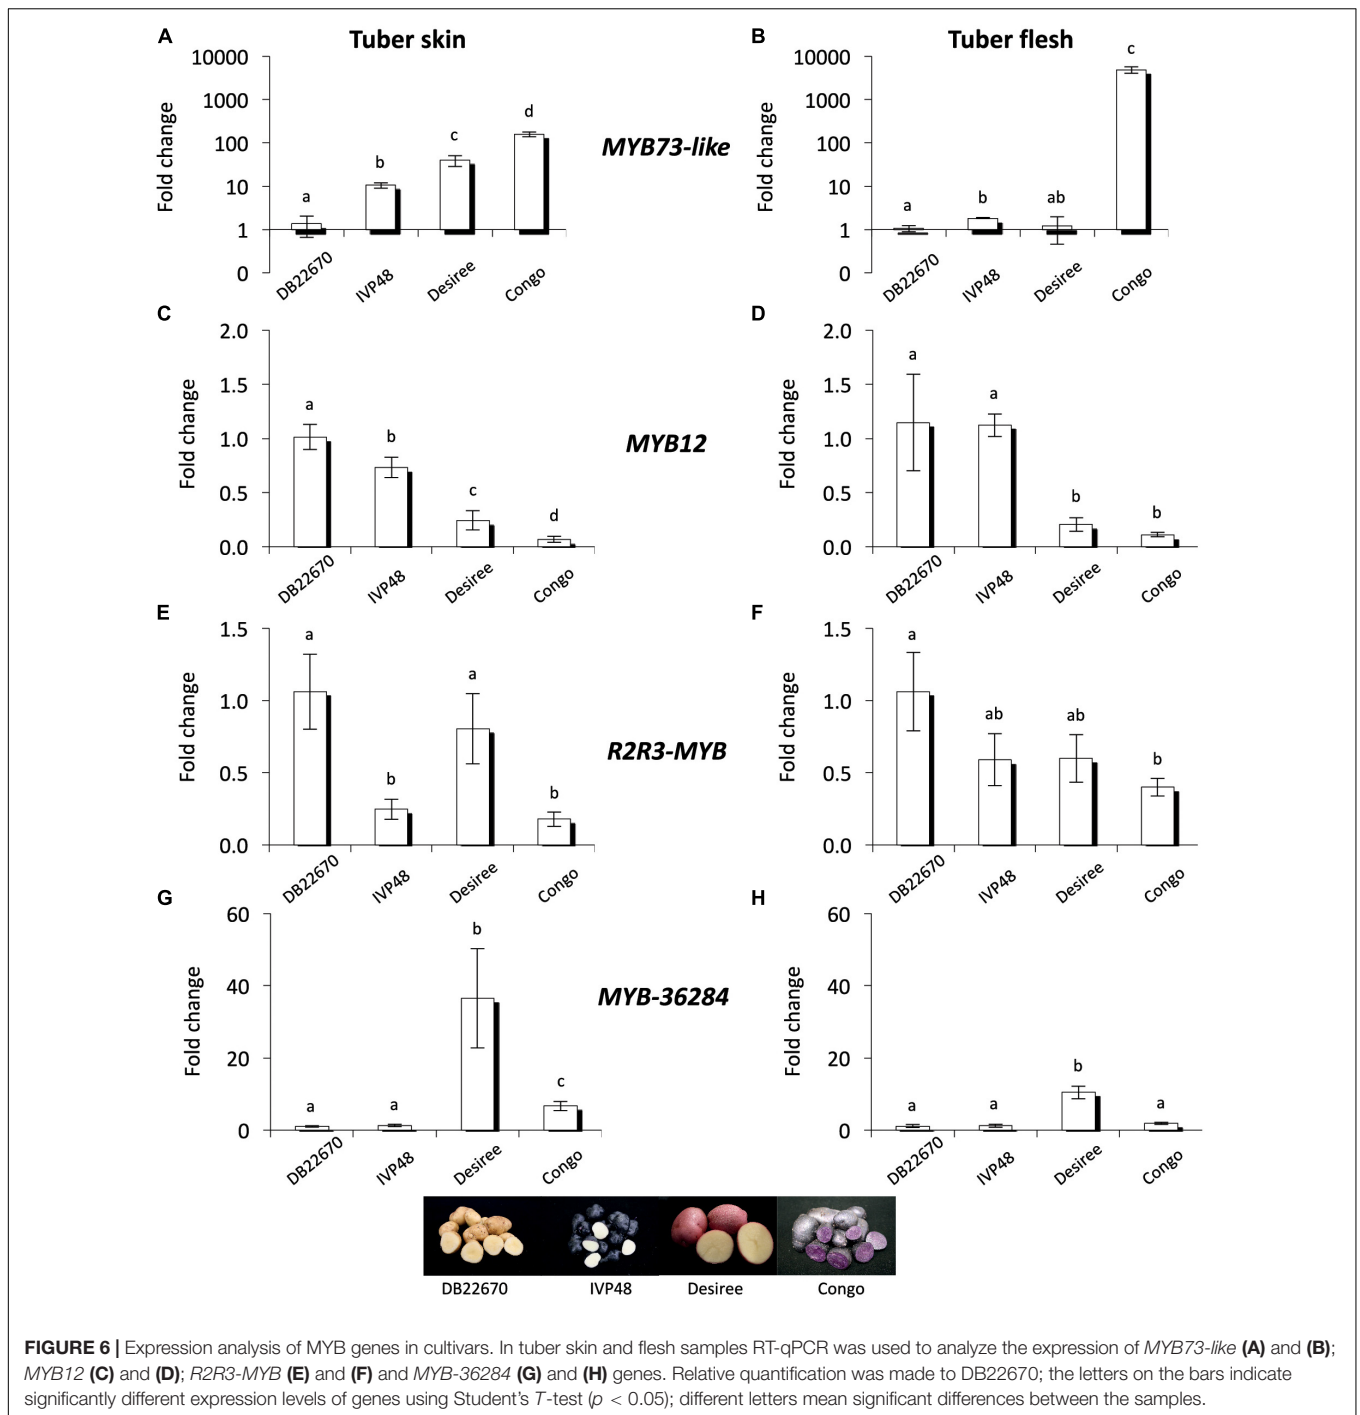 A
Tuber skin
10000
1000
100
10
1
0
Fold change
a
b
c
d
DB22670
IVP48
Desiree
Congo
MYB73-like
B
Tuber flesh
10000
1000
100
10
1
0
Fold change
a
b
ab
c
DB22670
IVP48
Desiree
Congo
C
2.0
1.5
1.0
0.5
0.0
Fold change
a
b
c
d
DB22670
IVP48
Desiree
Congo
MYB12
D
2.0
1.5
1.0
0.5
0.0
Fold change
a
a
b
b
DB22670
IVP48
Desiree
Congo
E
1.5
1.0
0.5
0.0
Fold change
a
b
a
b
DB22670
IVP48
Desiree
Congo
R2R3-MYB
F
1.5
1.0
0.5
0.0
Fold change
a
ab
ab
b
DB22670
IVP48
Desiree
Congo
G
60
40
20
0
Fold change
a
a
b
c
DB22670
IVP48
Desiree
Congo
MYB-36284
H
60
40
20
0
Fold change
a
a
b
a
DB22670
IVP48
Desiree
Congo
DB22670
IVP48
Desiree
Congo
FIGURE 6 | Expression analysis of MYB genes in cultivars. In tuber skin and flesh samples RT-qPCR was used to analyze the expression of MYB73-like (A) and (B);
MYB12 (C) and (D); R2R3-MYB (E) and (F) and MYB-36284 (G) and (H) genes. Relative quantification was made to DB22670; the letters on the bars indicate
significantly different expression levels of genes using Student's T-test (p < 0.05); different letters mean significant differences between the samples.